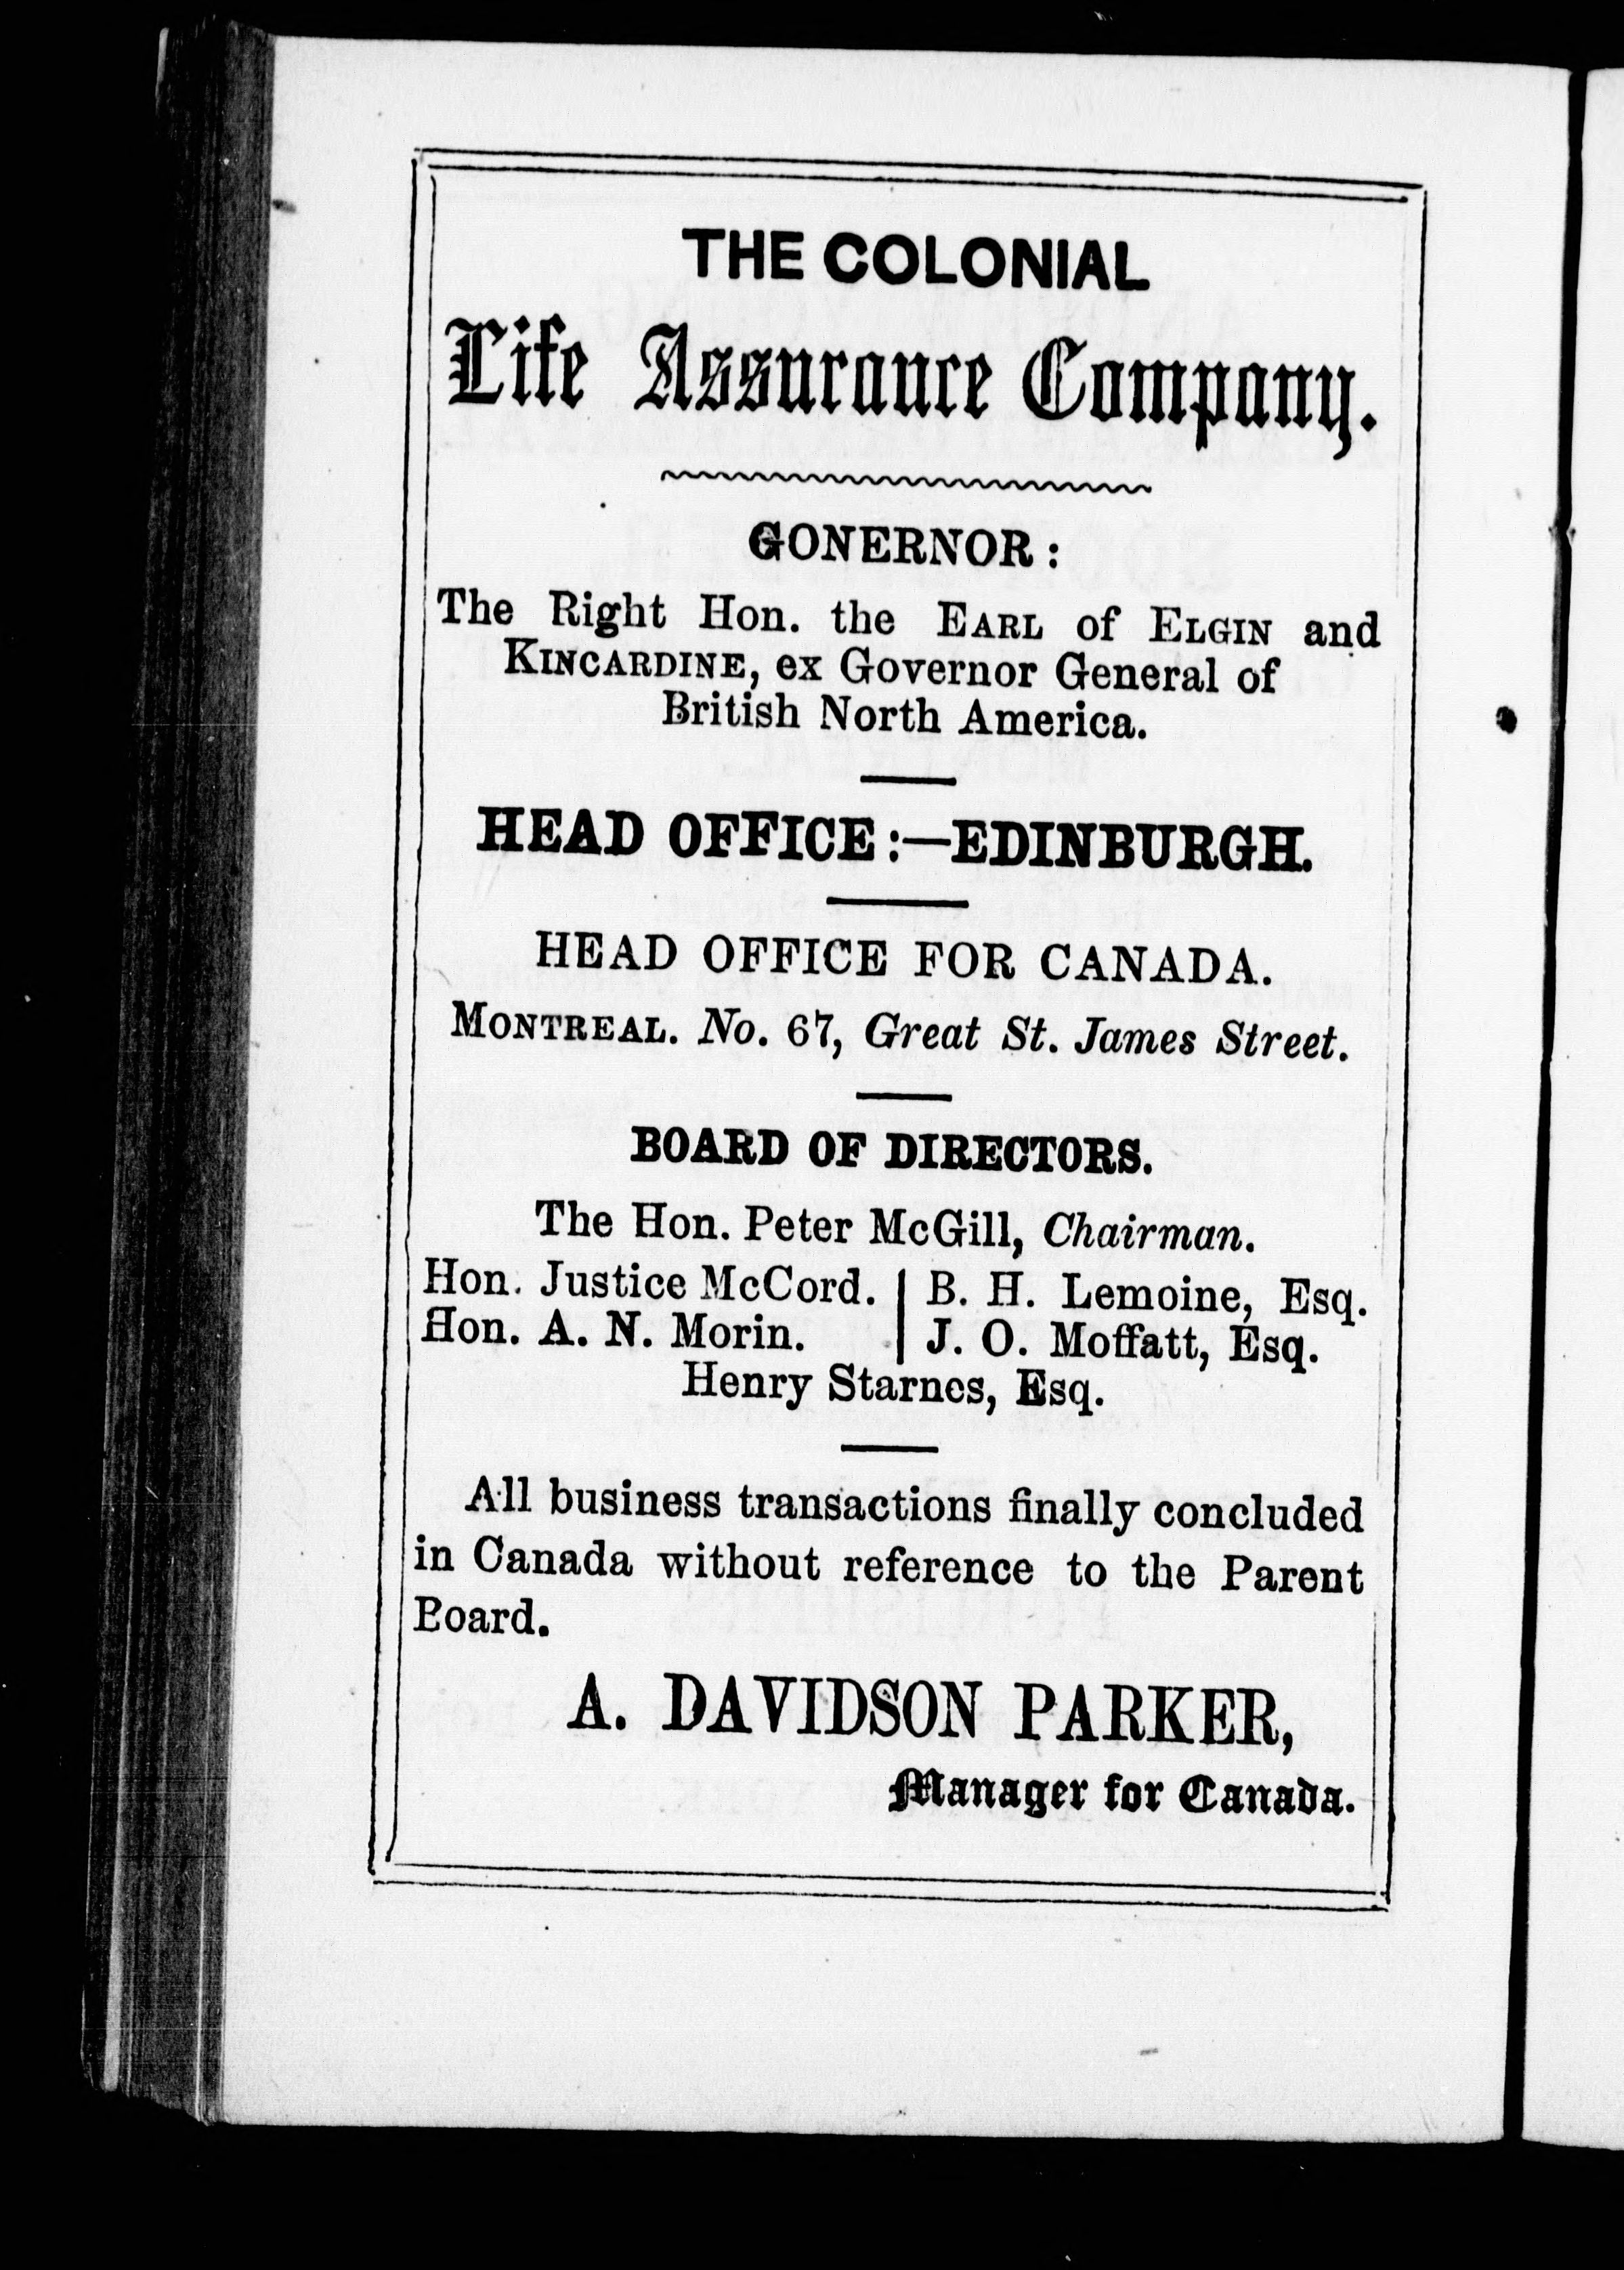 THE COLONIAL
Life Assurance Company.
GONERNOR:
The Right Hon. the EARL of ELGIN and
KINCARDINE, ex Governor General of
British North America.
HEAD OFFICE:—EDINBURGH.
HEAD OFFICE FOR CANADA.
MONTREAL. No. 67, Great St. James Street.
BOARD OF DIRECTORS.
The Hon. Peter McGill, Chairman.
Hon. Justice McCord. | B. H. Lemoine, Esq.
Hon. A. N. Morin. | J. O. Moffatt, Esq.
Henry Starnes, Esq.
All business transactions finally concluded
in Canada without reference to the Parent
Board.
A. DAVIDSON PARKER,
Manager for Canada.